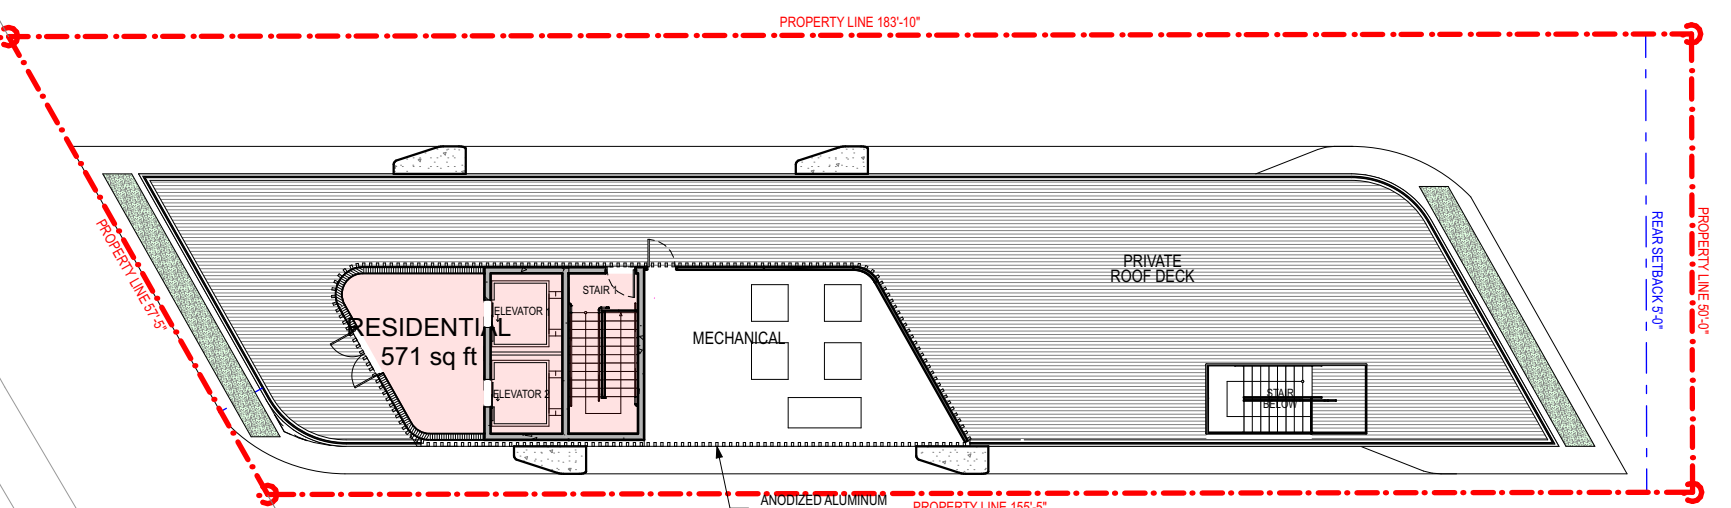 PROPERTY LINE 183'-10"
PROPERTY LINE 57'-5"
RESIDENTIAL
571 sq ft
ELEVATOR
ELEVATOR 2
STAIR 1
MECHANICAL
PRIVATE
ROOF DECK
STAIR
BELOW
REAR SETBACK 5'-0"
PROPERTY LINE 50'-0"
ANODIZED ALUMINUM
PROPERTY LINE 155'-5"